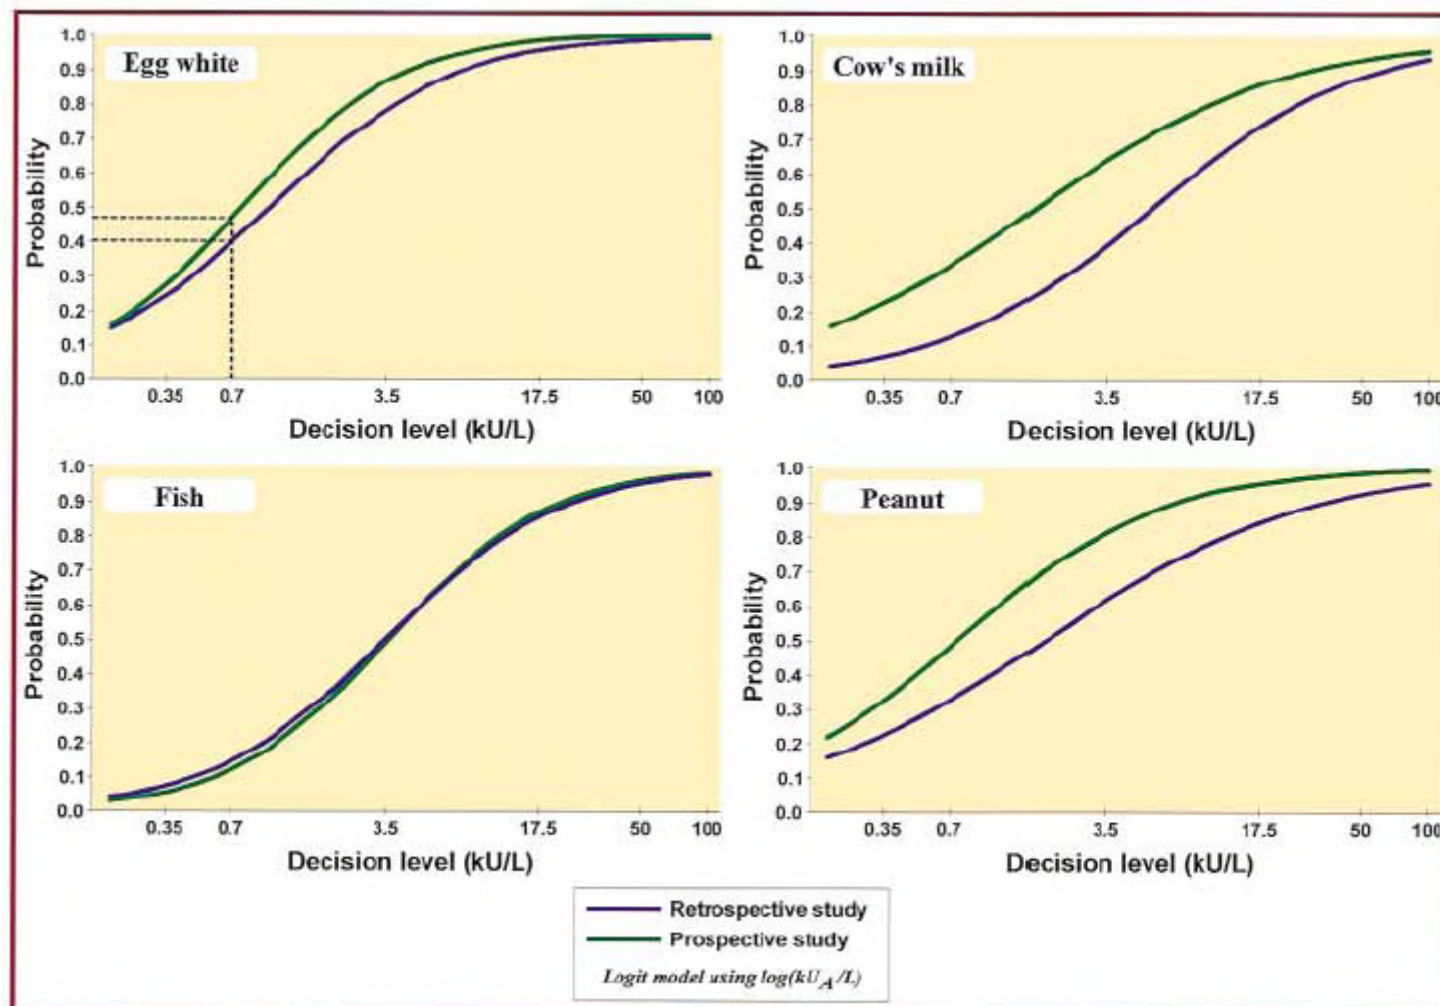 Egg white
Probability
1.0
0.9
0.8
0.7
0.6
0.5
0.4
0.3
0.2
0.1
0.0
0.35 0.7 3.5 17.5 50 100
Decision level (kU/L)
Cow's milk
Probability
1.0
0.9
0.8
0.7
0.6
0.5
0.4
0.3
0.2
0.1
0.0
0.35 0.7 3.5 17.5 50 100
Decision level (kU/L)
Fish
Probability
1.0
0.9
0.8
0.7
0.6
0.5
0.4
0.3
0.2
0.1
0.0
0.35 0.7 3.5 17.5 50 100
Decision level (kU/L)
Peanut
Probability
1.0
0.9
0.8
0.7
0.6
0.5
0.4
0.3
0.2
0.1
0.0
0.35 0.7 3.5 17.5 50 100
Decision level (kU/L)
Retrospective study
Prospective study
Logit model using log(kUA/L)